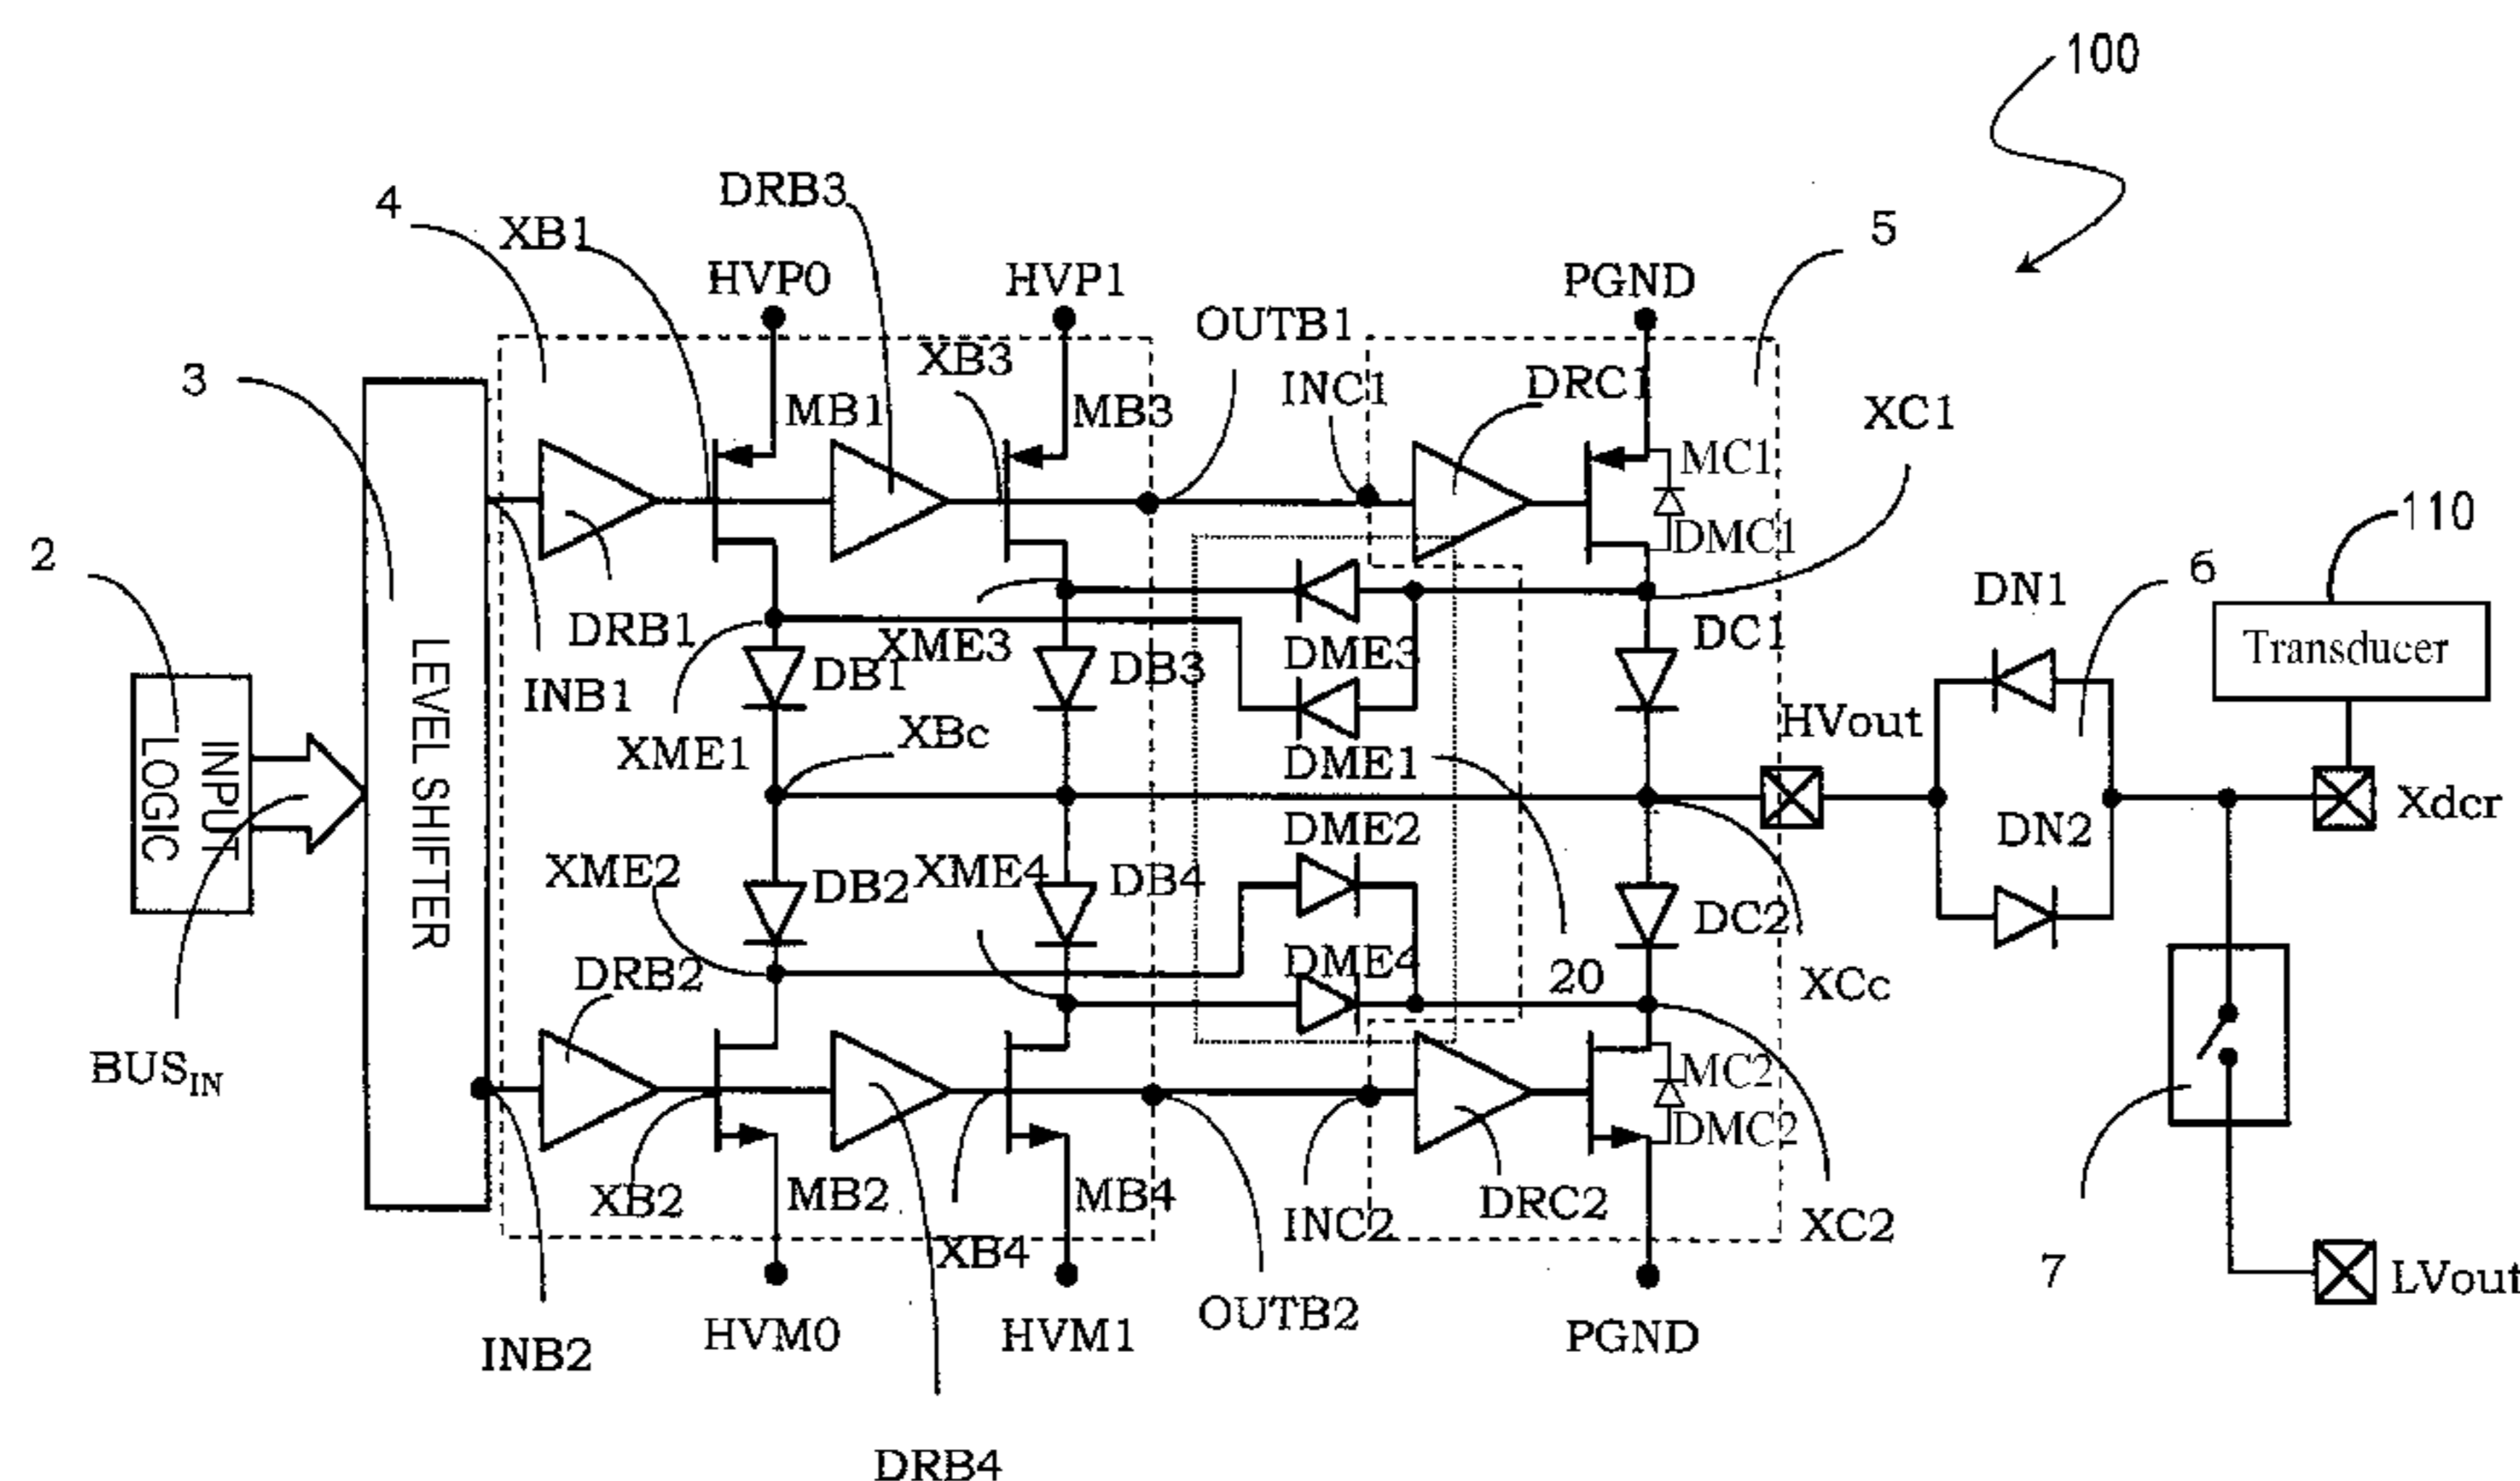 100
DRB3
4
XB1
5
HVP0
HVP1
PGND
OUTB1
3
XB3
INC1
DRC1
MB1
MB3
XC1
MC1
110
DMC1
2
6
DN1
DRB1
XME3
DME3
DC1
Transducer
DB1
DB3
INB1
HVout
XBc
XME1
DME1
INPUT
LOGIC
LEVEL SHIFTER
DME2
DN2
Xdcr
XME2
DB2
XME4
DB4
DC2
DRB2
DME4
20
XCc
BUSIN
MC2
DMC2
XB2
MB2
MB4
DRC2
INC2
XC2
XB4
7
LVout
OUTB2
HVM0
HVM1
PGND
INB2
DRB4